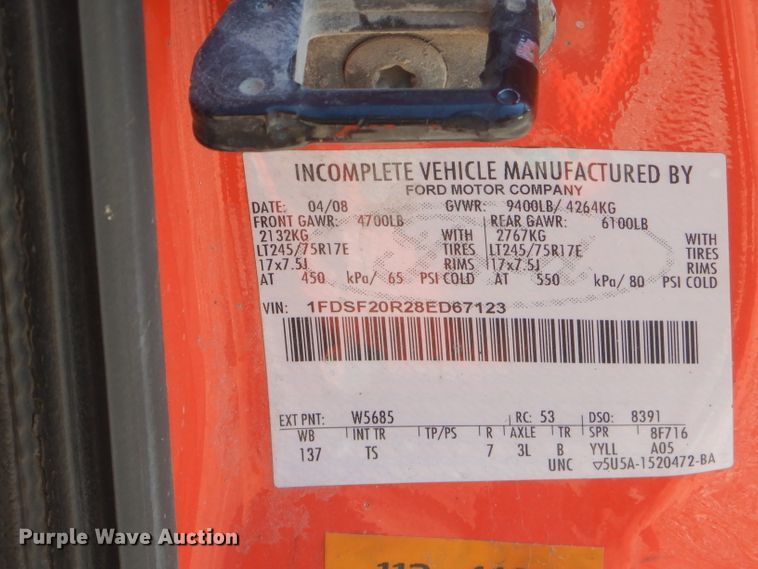 INCOMPLETE VEHICLE MANUFACTURED BY
FORD MOTOR COMPANY
DATE: 04/08 GVWR: 9400LB/ 4264KG
FRONT GAWR: 4700LB REAR GAWR: 6100LB
2132KG WITH 2767KG WITH
LT245/75R17E TIRES LT245/75R17E TIRES
17x7.5J RIMS 17x7.5J RIMS
AT 450 kPa/ 65 PSI COLD AT 550 kPa/ 80 PSI COLD
VIN: 1FDSF20R28ED67123
EXT PNT: W5685 RC: 53 DSO: 8391
WB INT TR TP/PS R AXLE TR SPR 8F716
137 TS 7 3L B YYLL A05
UNC 5U5A-1520472-BA
Purple Wave Auction